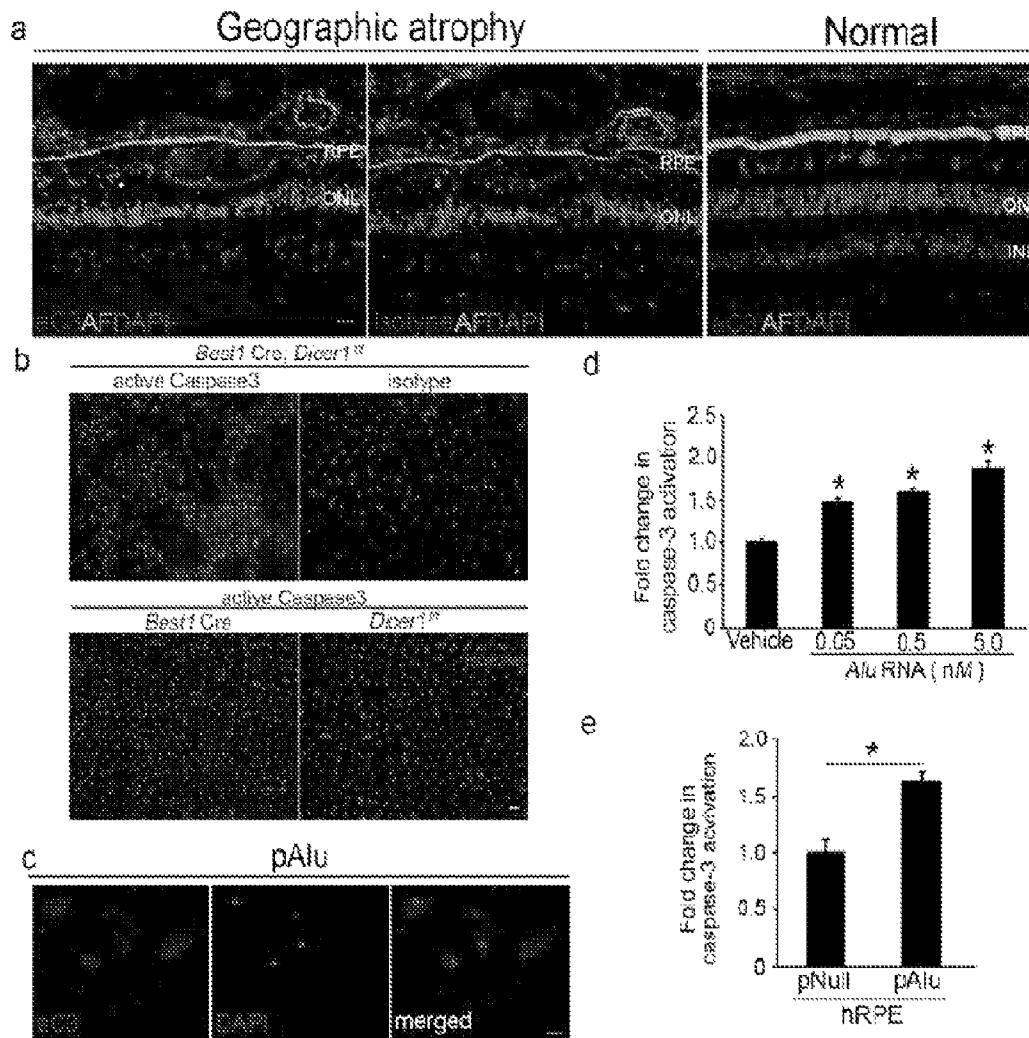 a
Geographic atrophy
Normal
RPE
ONL
AF DAPI
RPE
ONL
AF DAPI
AF DAPI
b
Best1 Cre; Dicer1 f/f
active Caspase3
isotype
active Caspase3
Best1 Cre
Dicer1 f/f
c
pAlu
DAPI
merged
d
Fold change in
caspase-3 activation
2.5
2.0
1.5
1.0
0.5
0
*
*
*
Vehicle
0.05
0.5
5.0
Alu RNA ( nM )
e
Fold change in
caspase-3 activation
2.0
1.5
1.0
0.5
0
*
pNull
pAlu
hRPE